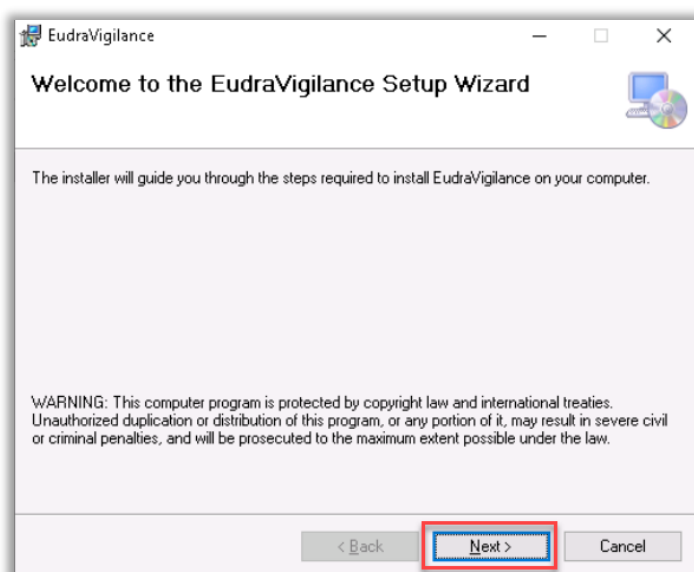 EudraVigilance
Welcome to the EudraVigilance Setup Wizard
The installer will guide you through the steps required to install EudraVigilance on your computer.
WARNING: This computer program is protected by copyright law and international treaties.
Unauthorized duplication or distribution of this program, or any portion of it, may result in severe civil
or criminal penalties, and will be prosecuted to the maximum extent possible under the law.
< Back Next > Cancel